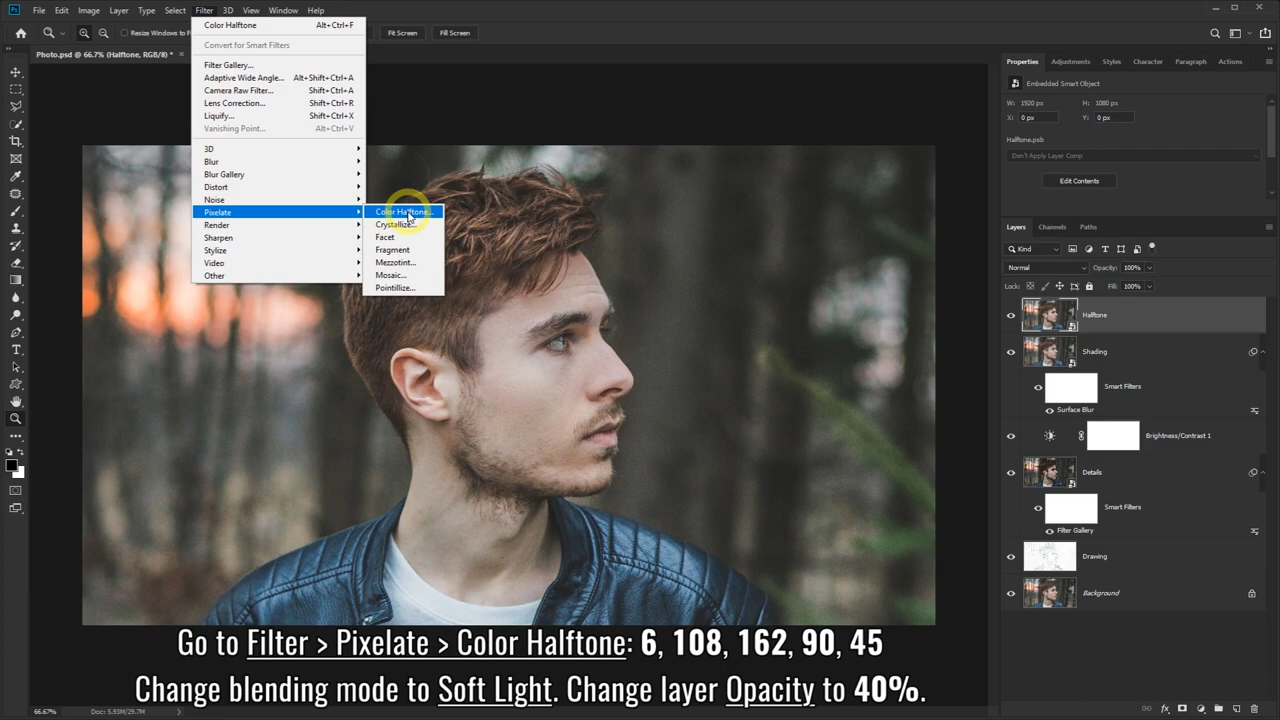 Ps File Edit Image Layer Type Select Filter 3D View Window Help
Resize Windows to Fit Screen Fill Screen
Photo.psd @ 66.7% (Halftone, RGB/8) *
Color Halftone Alt+Ctrl+F
Convert for Smart Filters
Filter Gallery...
Adaptive Wide Angle... Alt+Shift+Ctrl+A
Camera Raw Filter... Shift+Ctrl+A
Lens Correction... Shift+Ctrl+R
Liquify... Shift+Ctrl+X
Vanishing Point... Alt+Ctrl+V
3D
Blur
Blur Gallery
Distort
Noise
Pixelate
Render
Sharpen
Stylize
Video
Other
Color Halftone...
Crystallize...
Facet
Fragment
Mezzotint...
Mosaic...
Pointillize...
Properties Adjustments Styles Character Paragraph Actions
Embedded Smart Object
W: 1920 px H: 1080 px
X: 0 px Y: 0 px
Halftone.psb
Don't Apply Layer Comp
Edit Contents
Layers Channels Paths
Kind
Normal Opacity: 100%
Lock: Fill: 100%
Halftone
Shading
Smart Filters
Surface Blur
Brightness/Contrast 1
Details
Smart Filters
Filter Gallery
Drawing
Background
Go to Filter > Pixelate > Color Halftone: 6, 108, 162, 90, 45
Change blending mode to Soft Light. Change layer Opacity to 40%.
66.67% Doc: 5.93M/29.7M